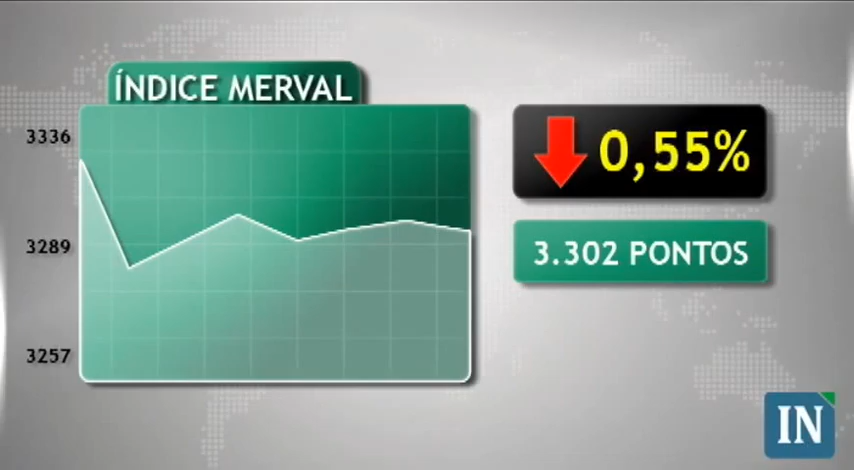 ÍNDICE MERVAL
3336
3289
3257
0,55%
3.302 PONTOS
IN